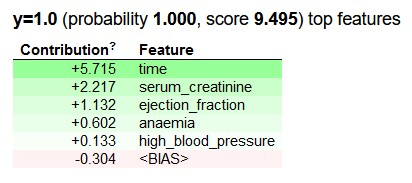 y=1.0 (probability 1.000, score 9.495) top features
Contribution? Feature
+5.715 time
+2.217 serum_creatinine
+1.132 ejection_fraction
+0.602 anaemia
+0.133 high_blood_pressure
-0.304 <BIAS>